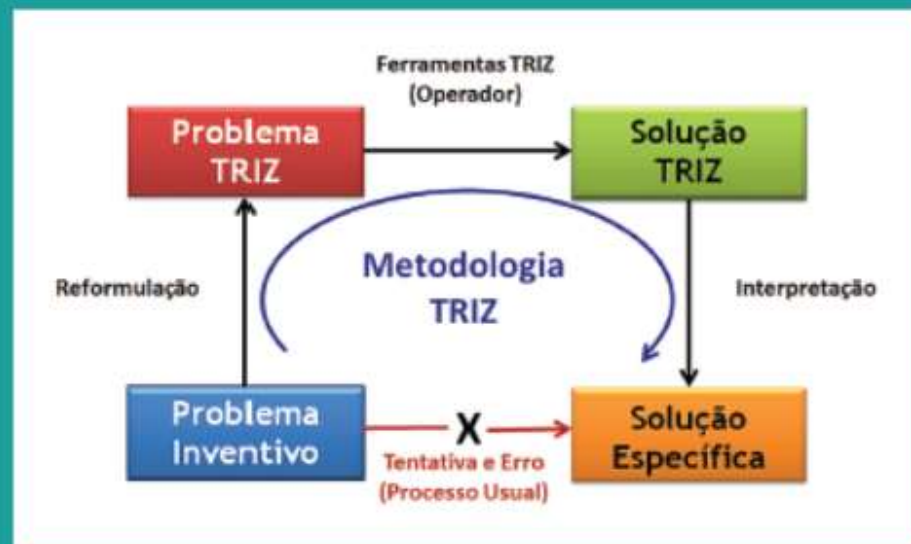 Ferramentas TRIZ
(Operador)
Problema
TRIZ
Solução
TRIZ
Reformulação
Metodologia
TRIZ
Interpretação
Problema
Inventivo
X
Tentativa e Erro
(Processo Usual)
Solução
Específica